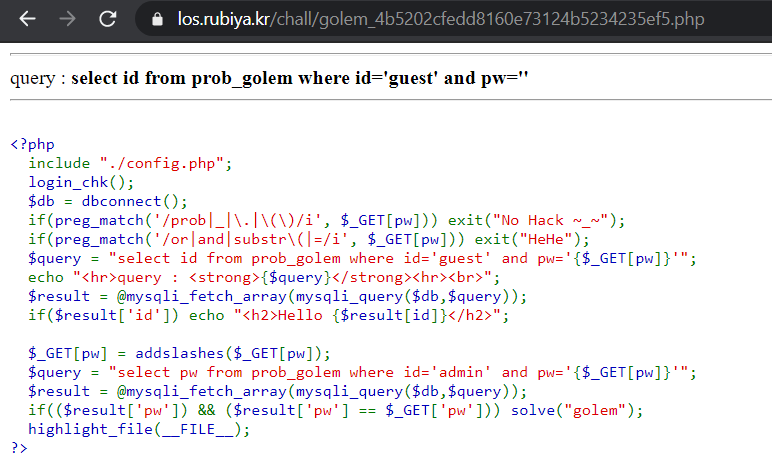 los.rubiya.kr/chall/golem_4b5202cfedd8160e73124b5234235ef5.php
query : select id from prob_golem where id='guest' and pw=''
<?php
  include "./config.php";
  login_chk();
  $db = dbconnect();
  if(preg_match('/prob|_|\.|\(\)/i', $_GET[pw])) exit("No Hack ~_~");
  if(preg_match('/or|and|substr\(|=/i', $_GET[pw])) exit("HeHe");
  $query = "select id from prob_golem where id='guest' and pw='{$_GET[pw]}'";
  echo "<hr>query : <strong>{$query}</strong><hr><br>";
  $result = @mysqli_fetch_array(mysqli_query($db,$query));
  if($result['id']) echo "<h2>Hello {$result[id]}</h2>";
  $_GET[pw] = addslashes($_GET[pw]);
  $query = "select pw from prob_golem where id='admin' and pw='{$_GET[pw]}'";
  $result = @mysqli_fetch_array(mysqli_query($db,$query));
  if(($result['pw']) && ($result['pw'] == $_GET['pw'])) solve("golem");
  highlight_file(__FILE__);
?>